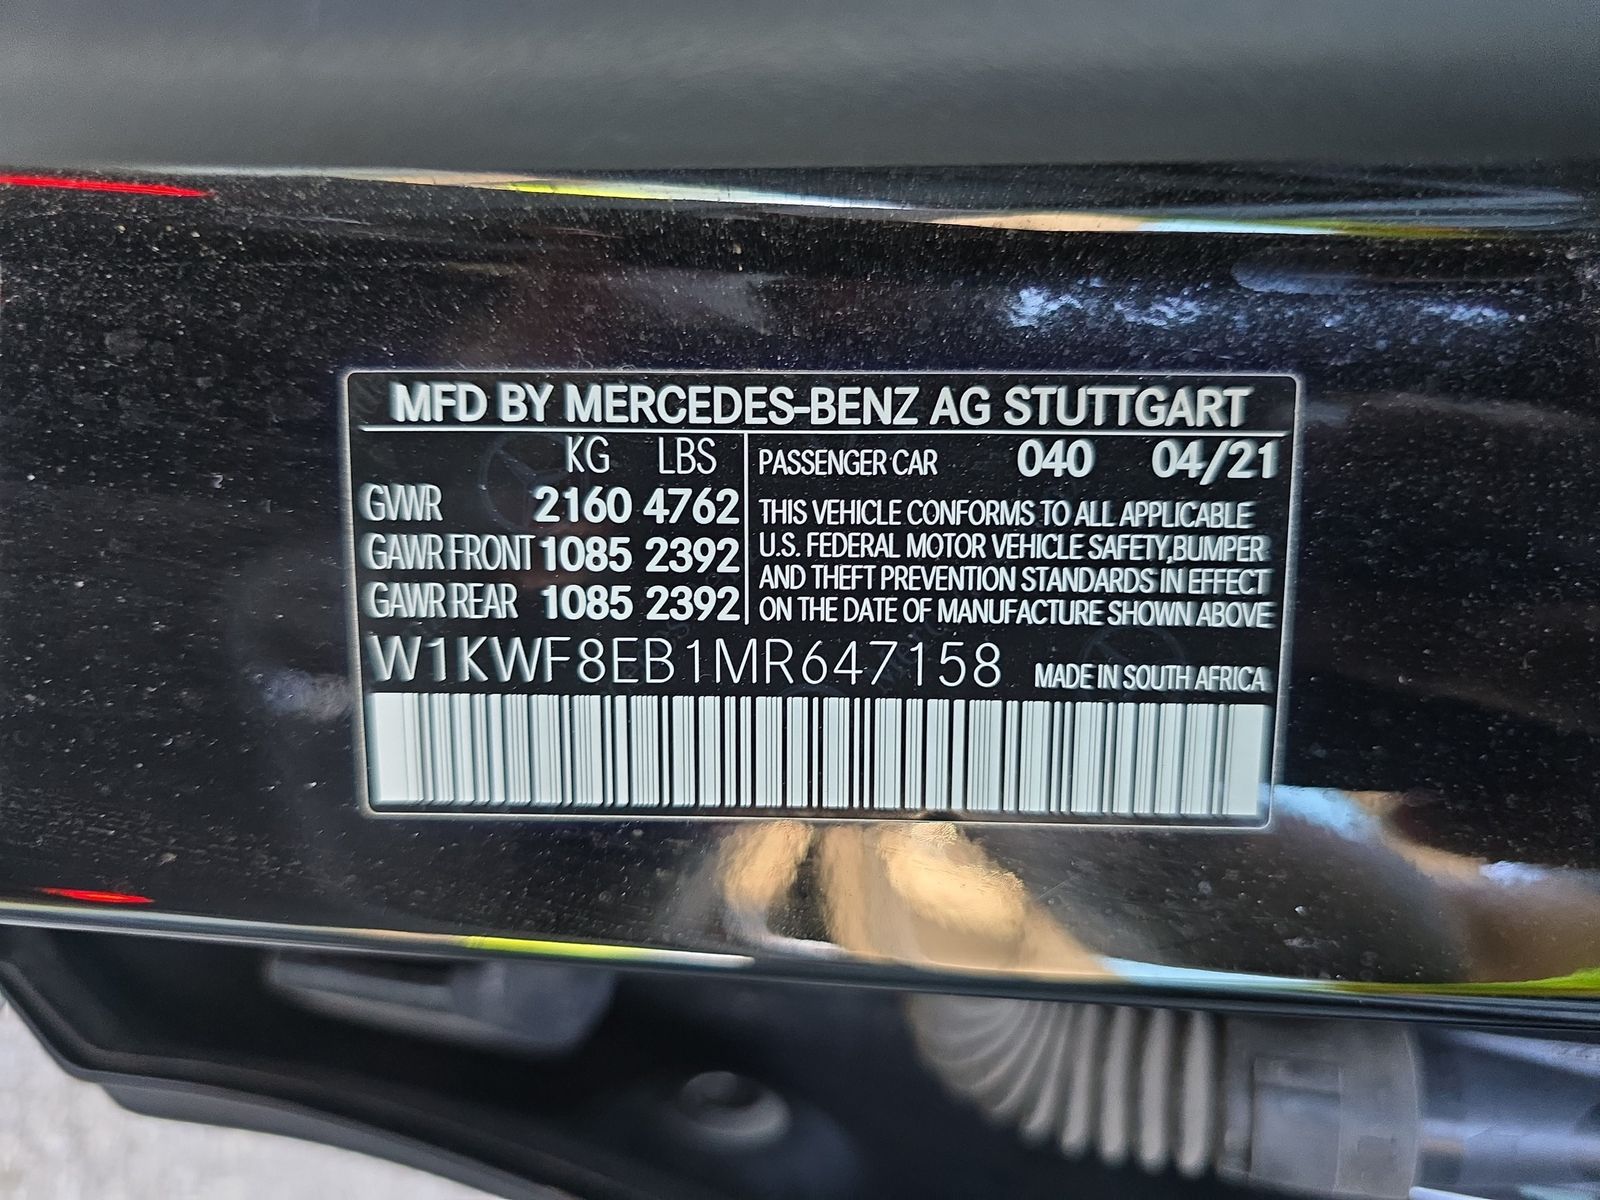 MFD BY MERCEDES-BENZ AG STUTTGART
KG LBS
GVWR 2160 4762
GAWR FRONT 1085 2392
GAWR REAR 1085 2392
PASSENGER CAR 040 04/21
THIS VEHICLE CONFORMS TO ALL APPLICABLE
U.S. FEDERAL MOTOR VEHICLE SAFETY,BUMPER
AND THEFT PREVENTION STANDARDS IN EFFECT
ON THE DATE OF MANUFACTURE SHOWN ABOVE
W1KWF8EB1MR647158 MADE IN SOUTH AFRICA